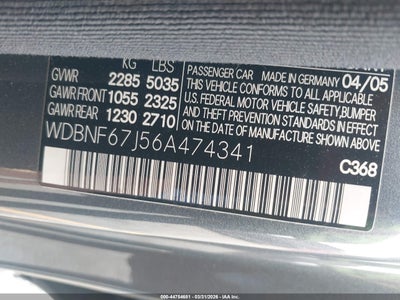 KG LBS
GVWR 2285 5035
GAWR FRONT 1055 2325
GAWR REAR 1230 2710
PASSENGER CAR MADE IN GERMANY 04/05
VEHICLE CONFORMS TO ALL APPLICABLE
U.S. FEDERAL MOTOR VEHICLE SAFETY, BUMPER
AND THEFT PREVENTION STANDARDS IN EFFECT
ON THE DATE OF MANUFACTURE SHOWN ABOVE
WDBNF67J56A474341
C368
000-44784681 - 03/31/2026 - IAA Inc.